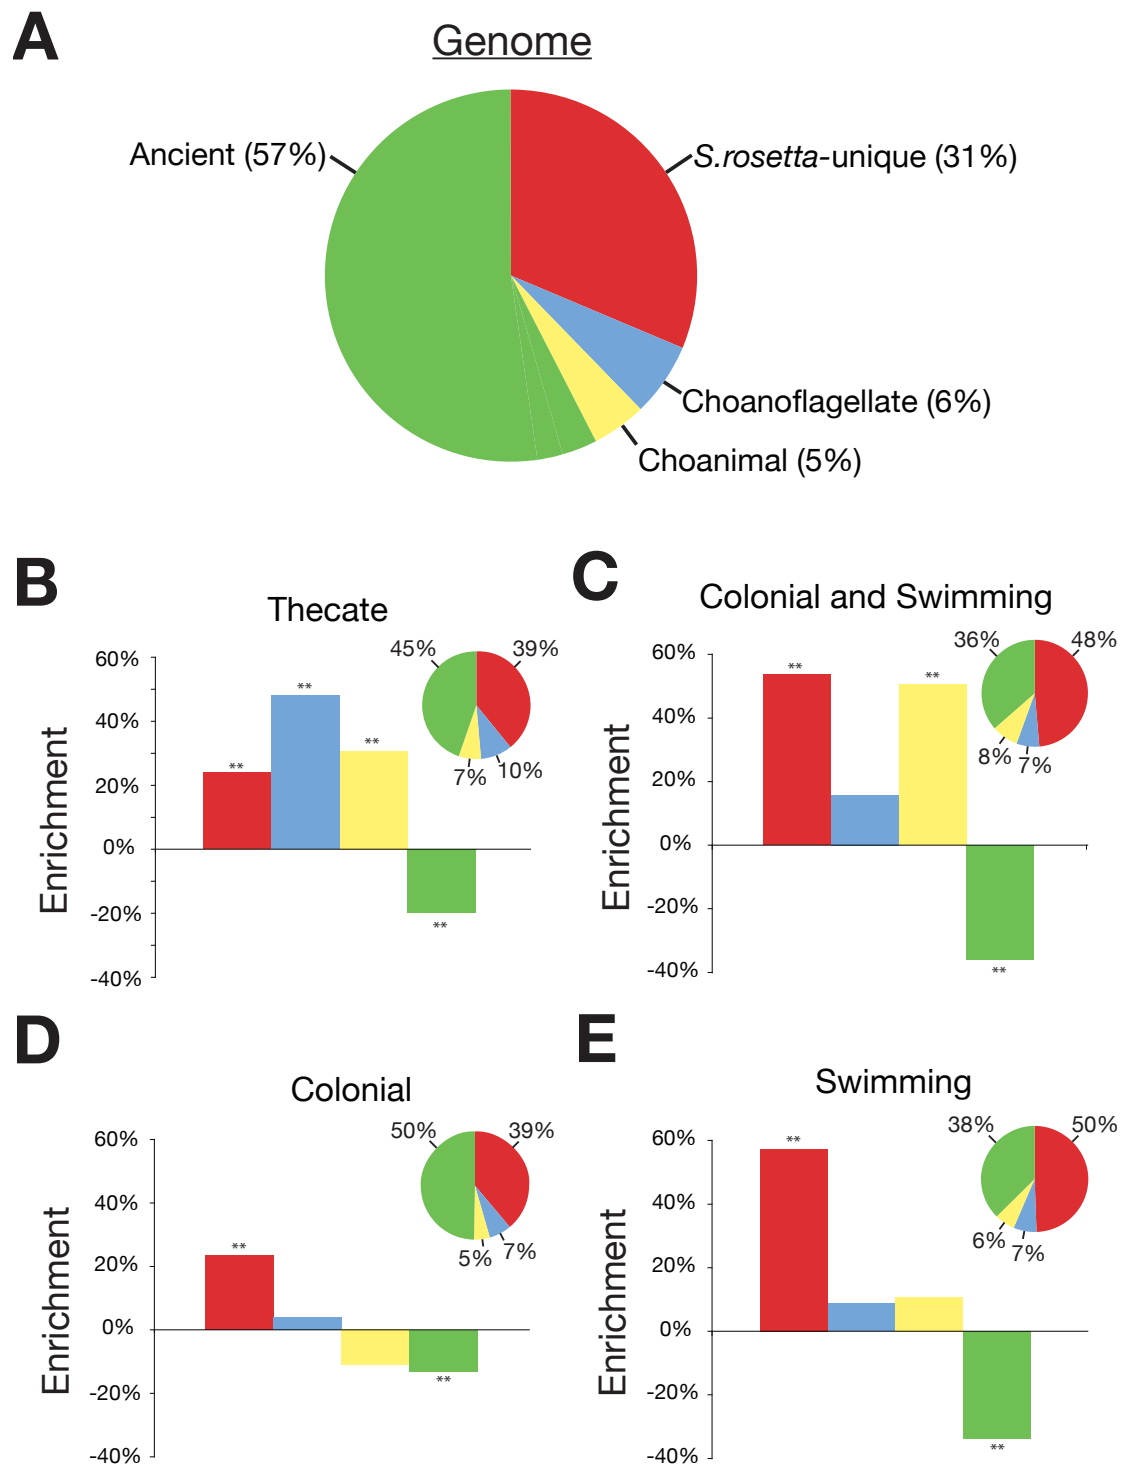 A
Genome
Ancient (57%)
S.rosetta-unique (31%)
Choanoflagellate (6%)
Choanimal (5%)
B
Thecate
Enrichment
60%
40%
20%
0%
-20%
-40%
**
**
**
**
45%
39%
7%
10%
C
Colonial and Swimming
Enrichment
60%
40%
20%
0%
-20%
-40%
**
**
**
36%
48%
8%
7%
D
Colonial
Enrichment
60%
40%
20%
0%
-20%
-40%
**
**
50%
39%
5%
7%
E
Swimming
Enrichment
60%
40%
20%
0%
-20%
-40%
**
**
38%
50%
6%
7%